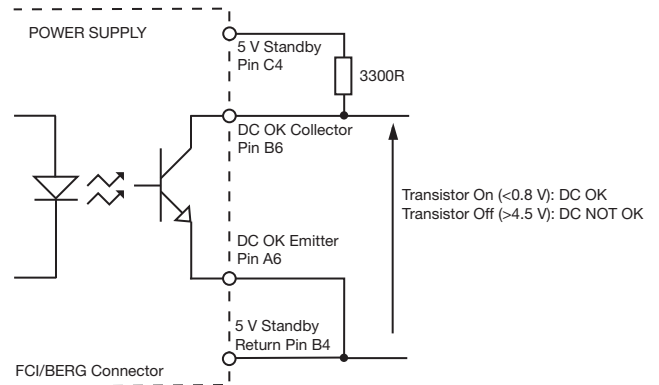 POWER SUPPLY
5 V Standby
Pin C4
3300R
DC OK Collector
Pin B6
Transistor On (<0.8 V): DC OK
Transistor Off (>4.5 V): DC NOT OK
DC OK Emitter
Pin A6
5 V Standby
Return Pin B4
FCI/BERG Connector